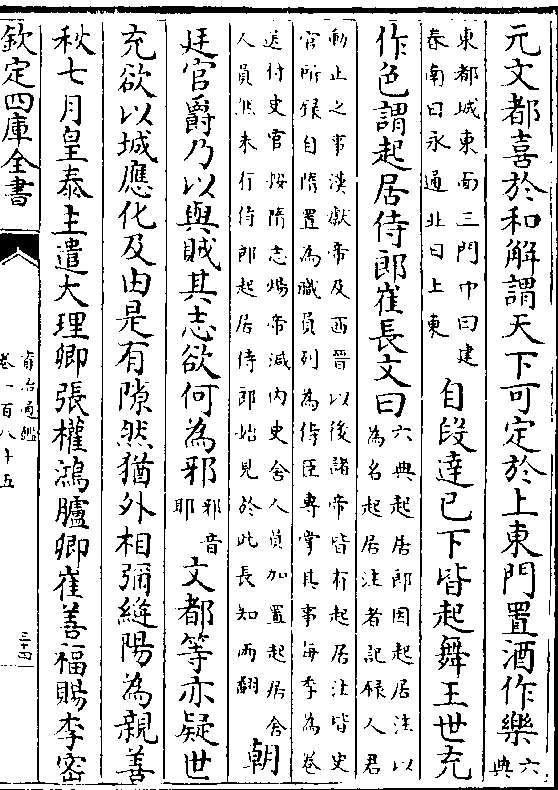 元文都喜於和解謂天下可定於上東門置酒作樂六典
東都城東面三門中曰建
春南曰永通北曰上東
自段達已下皆起舞王世充
作色謂起居侍郎崔長文曰
六典起居郎因起居注以
為名起居注者記録人君
動止之事漢獻帝及西晉以後諸帝皆有起居注皆史
官所録自隋置為職員列為侍臣專掌其事每季為卷
送付史官按隋志煬帝減内史舍人員加置起居舍
人員然未行侍郎起居侍郎始見於此長知两翻
朝
廷官爵乃以與賊其志欲何為邪邪音耶文都等亦疑世
充欲以城應化及由是有隙然猶外相彌縫陽為親善
秋七月皇泰主遣大理卿張權鴻臚卿崔善福賜李密
欽定四庫全書
資治通鑑
卷一百八十五
三十四